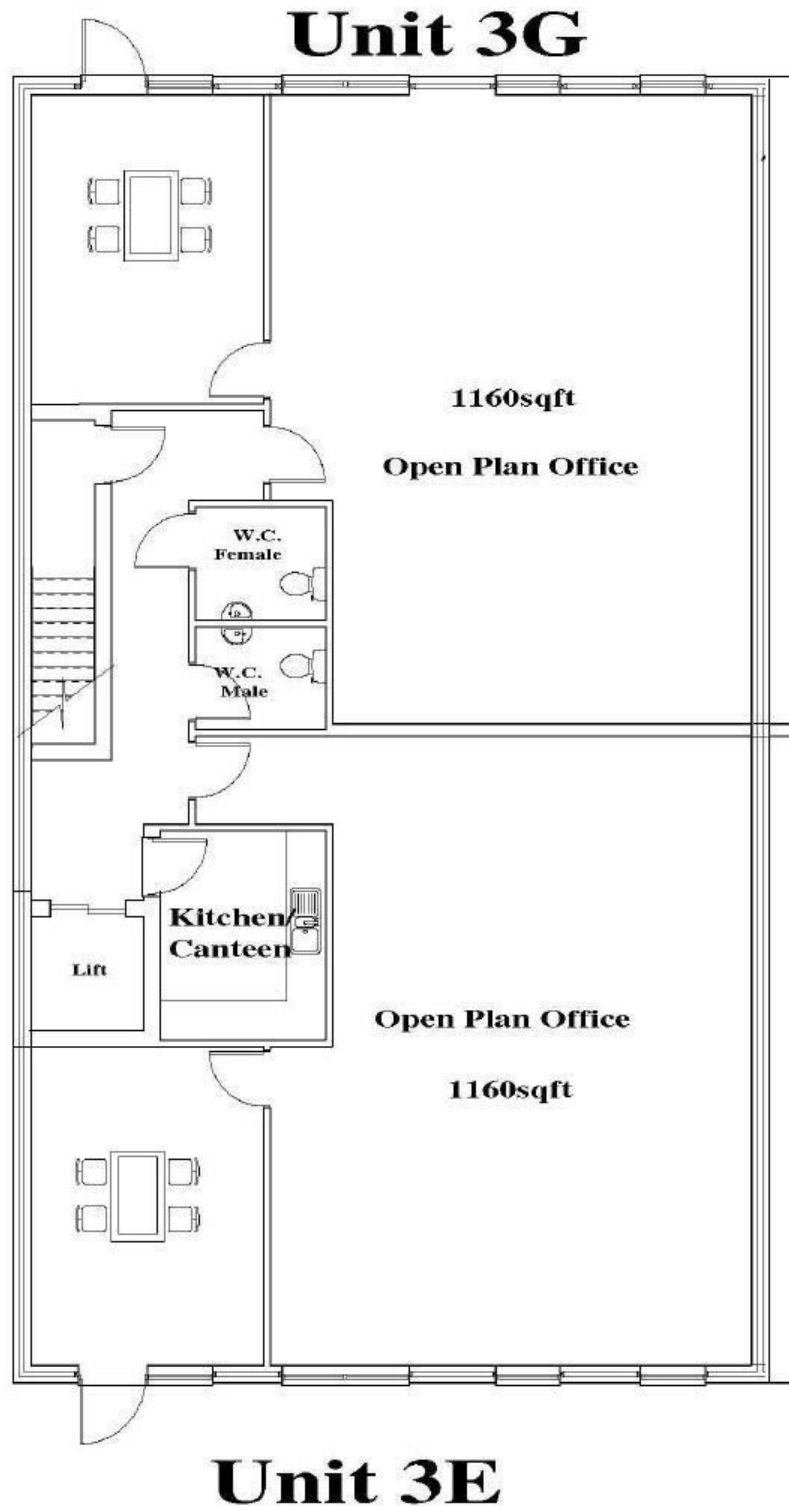 Unit 3G
1160sqft
Open Plan Office
W.C.
Female
W.C.
Male
Kitchen/
Canteen
Lift
Open Plan Office
1160sqft
Unit 3E